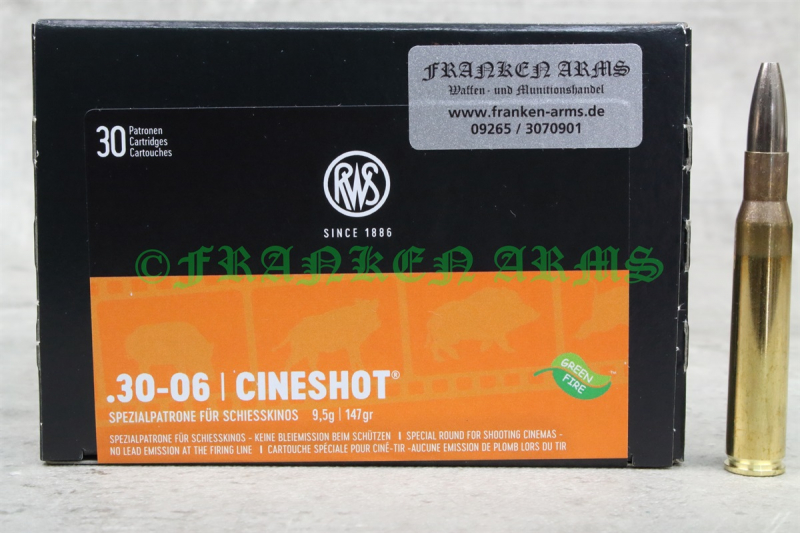 FRANKEN ARMS
Waffen- und Munitionshandel
www.franken-arms.de
09265 / 3070901
30 Patronen
Cartridges
Cartouches
RWS
SINCE 1886
©FRANKEN ARMS
.30-06 | CINESHOT®
SPEZIALPATRONE FÜR SCHIESSKINOS 9,5g | 147gr
GREEN
FIRE
SPEZIALPATRONE FÜR SCHIESSKINOS - KEINE BLEIEMISSION BEIM SCHÜTZEN | SPECIAL ROUND FOR SHOOTING CINEMAS -
NO LEAD EMISSION AT THE FIRING LINE | CARTOUCHE SPÉCIALE POUR CINÉ-TIR -AUCUNE EMISSION DE PLOMB LORS DU TIR